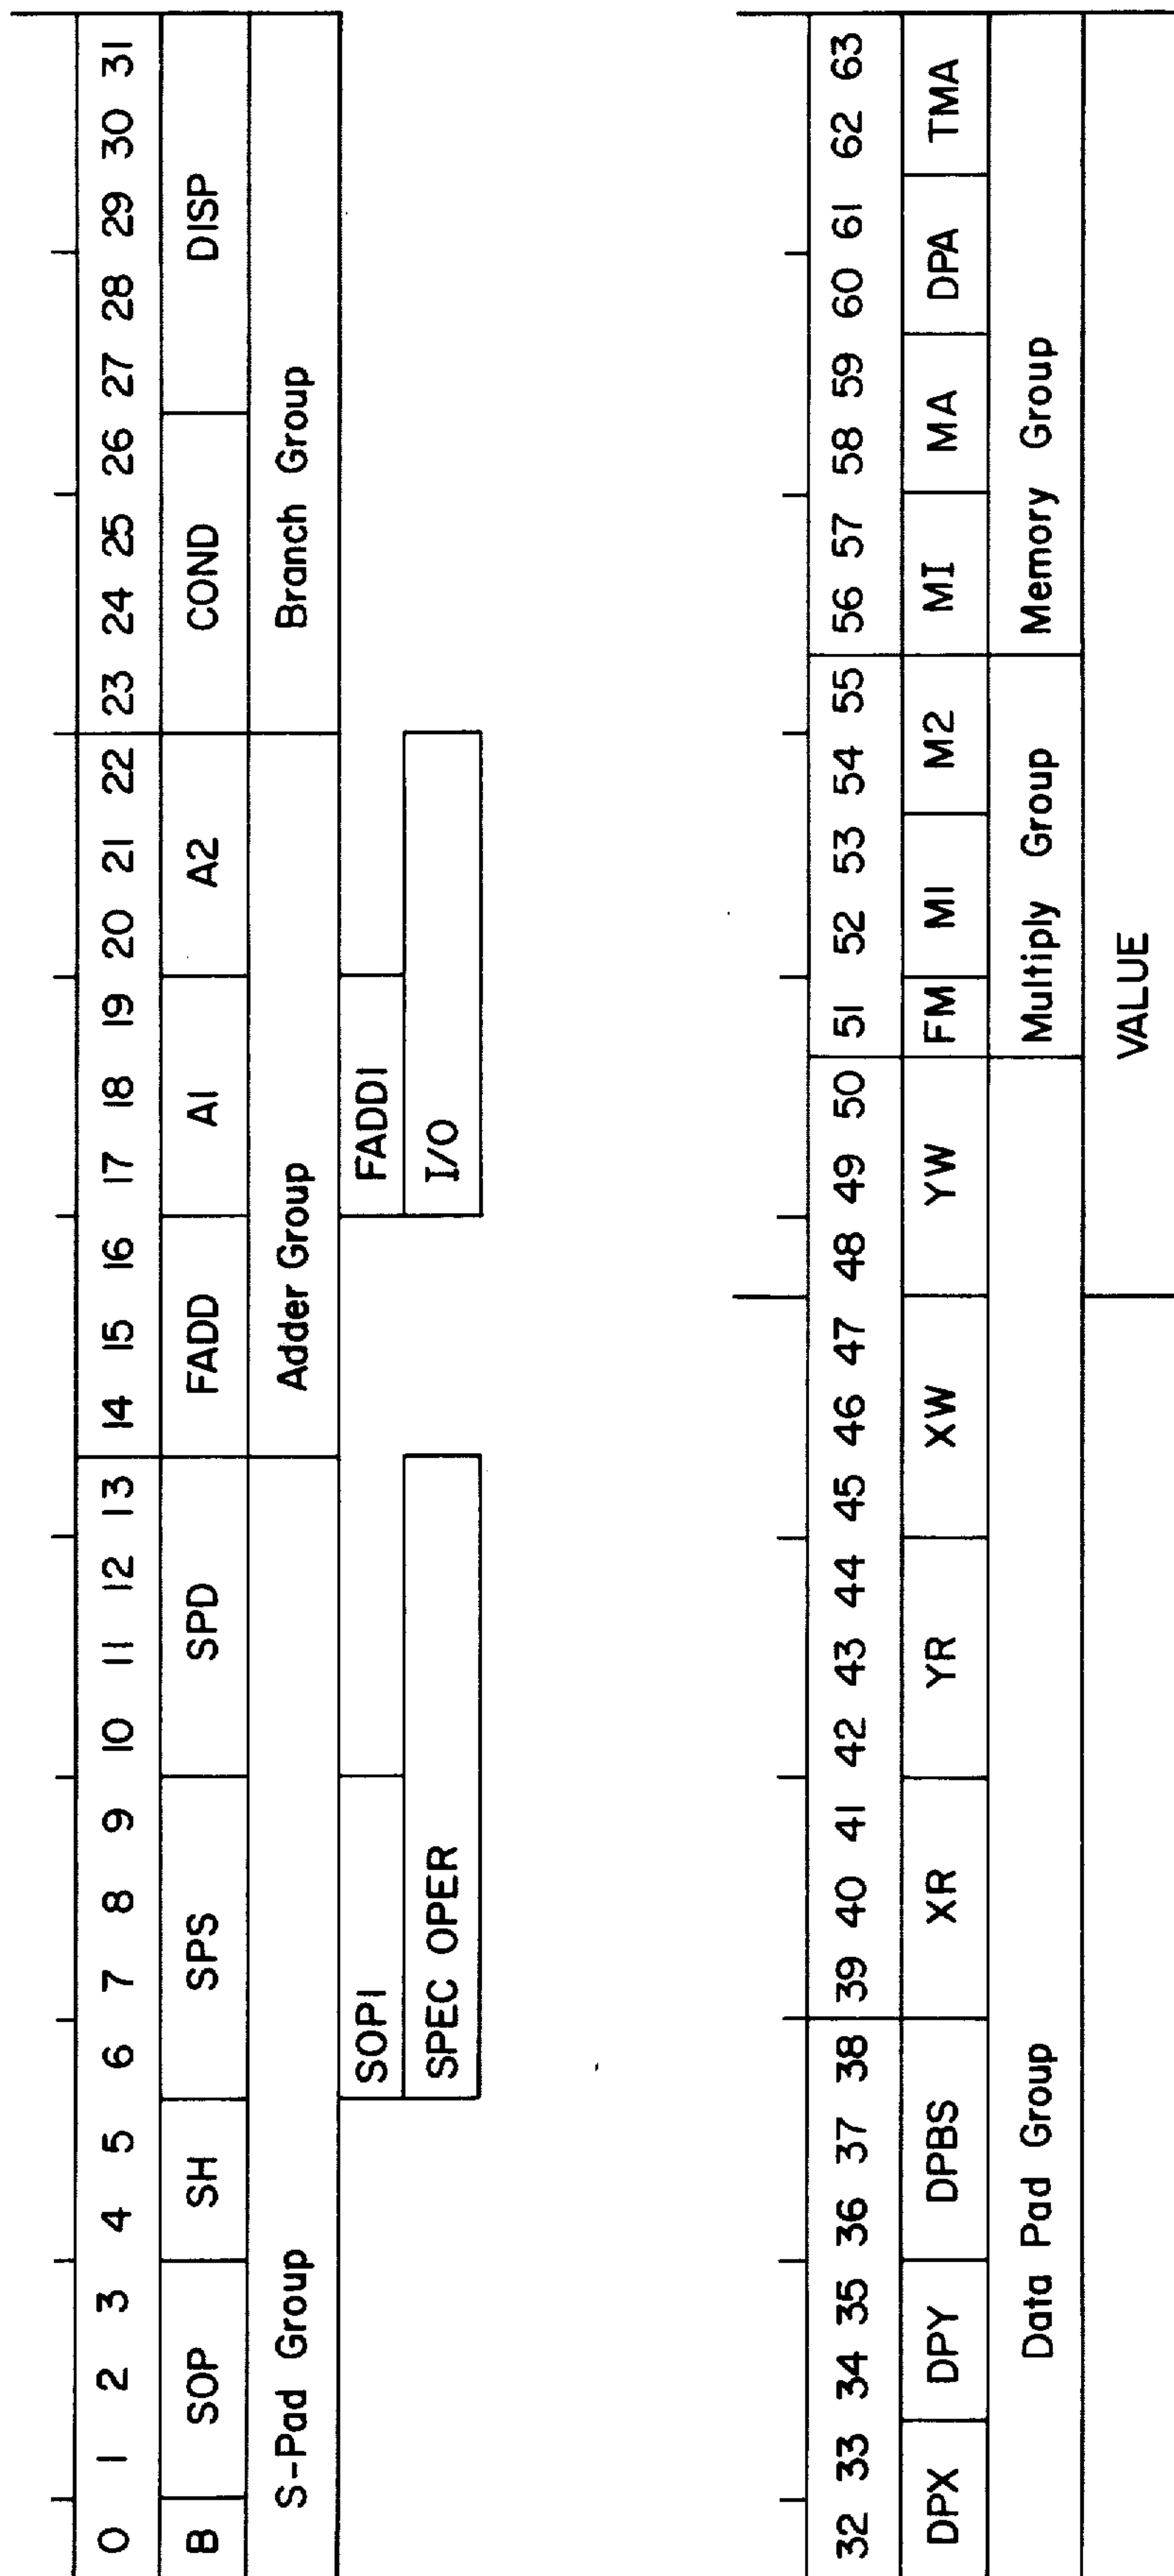 0 1 2 3 4 5 6 7 8 9 10 11 12 13 14 15 16 17 18 19 20 21 22 23 24 25 26 27 28 29 30 31
B SOP SH SPS SPD FADD A1 A2 COND DISP
S-Pad Group Adder Group Branch Group
SOP1 FADD1
SPEC OPER I/O
32 33 34 35 36 37 38 39 40 41 42 43 44 45 46 47 48 49 50 51 52 53 54 55 56 57 58 59 60 61 62 63
DPX DPY DPBS XR YR XW YW FM M1 M2 MI MA DPA TMA
Data Pad Group Multiply Group Memory Group
VALUE